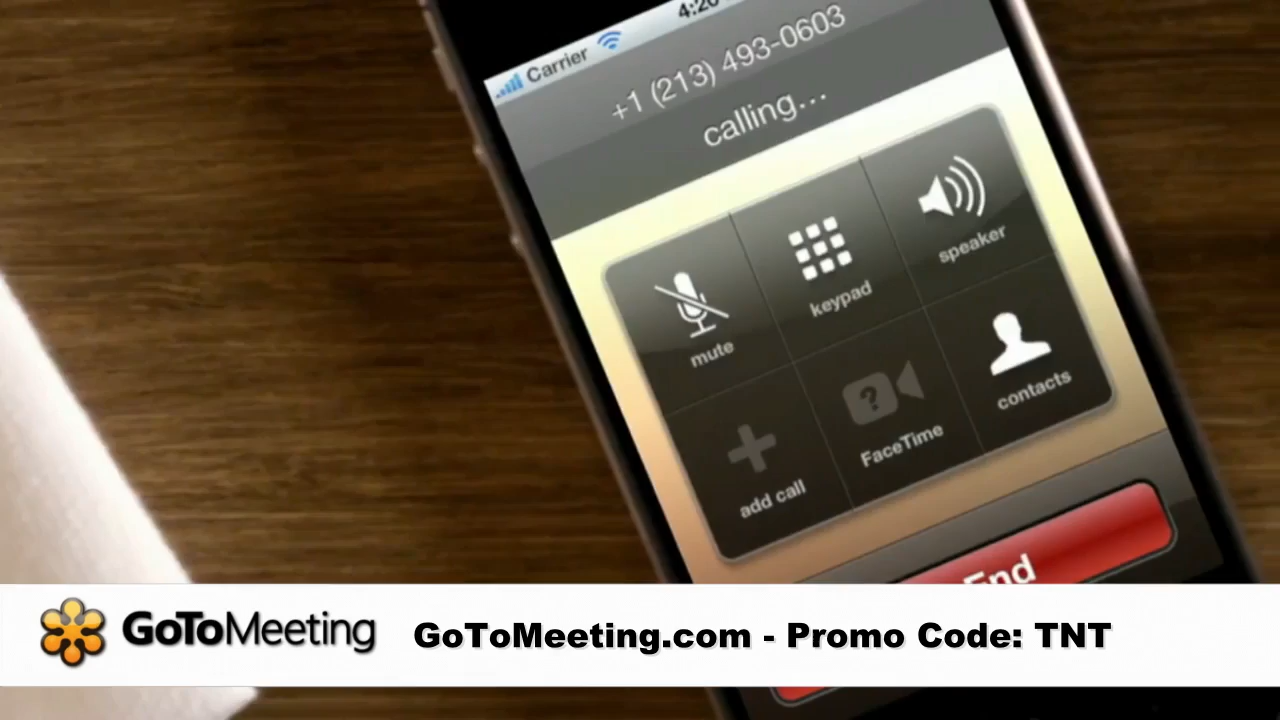 Carrier 4:20
+1 (213) 493-0603
calling...
mute keypad speaker
add call FaceTime contacts
End
GoToMeeting GoToMeeting.com - Promo Code: TNT